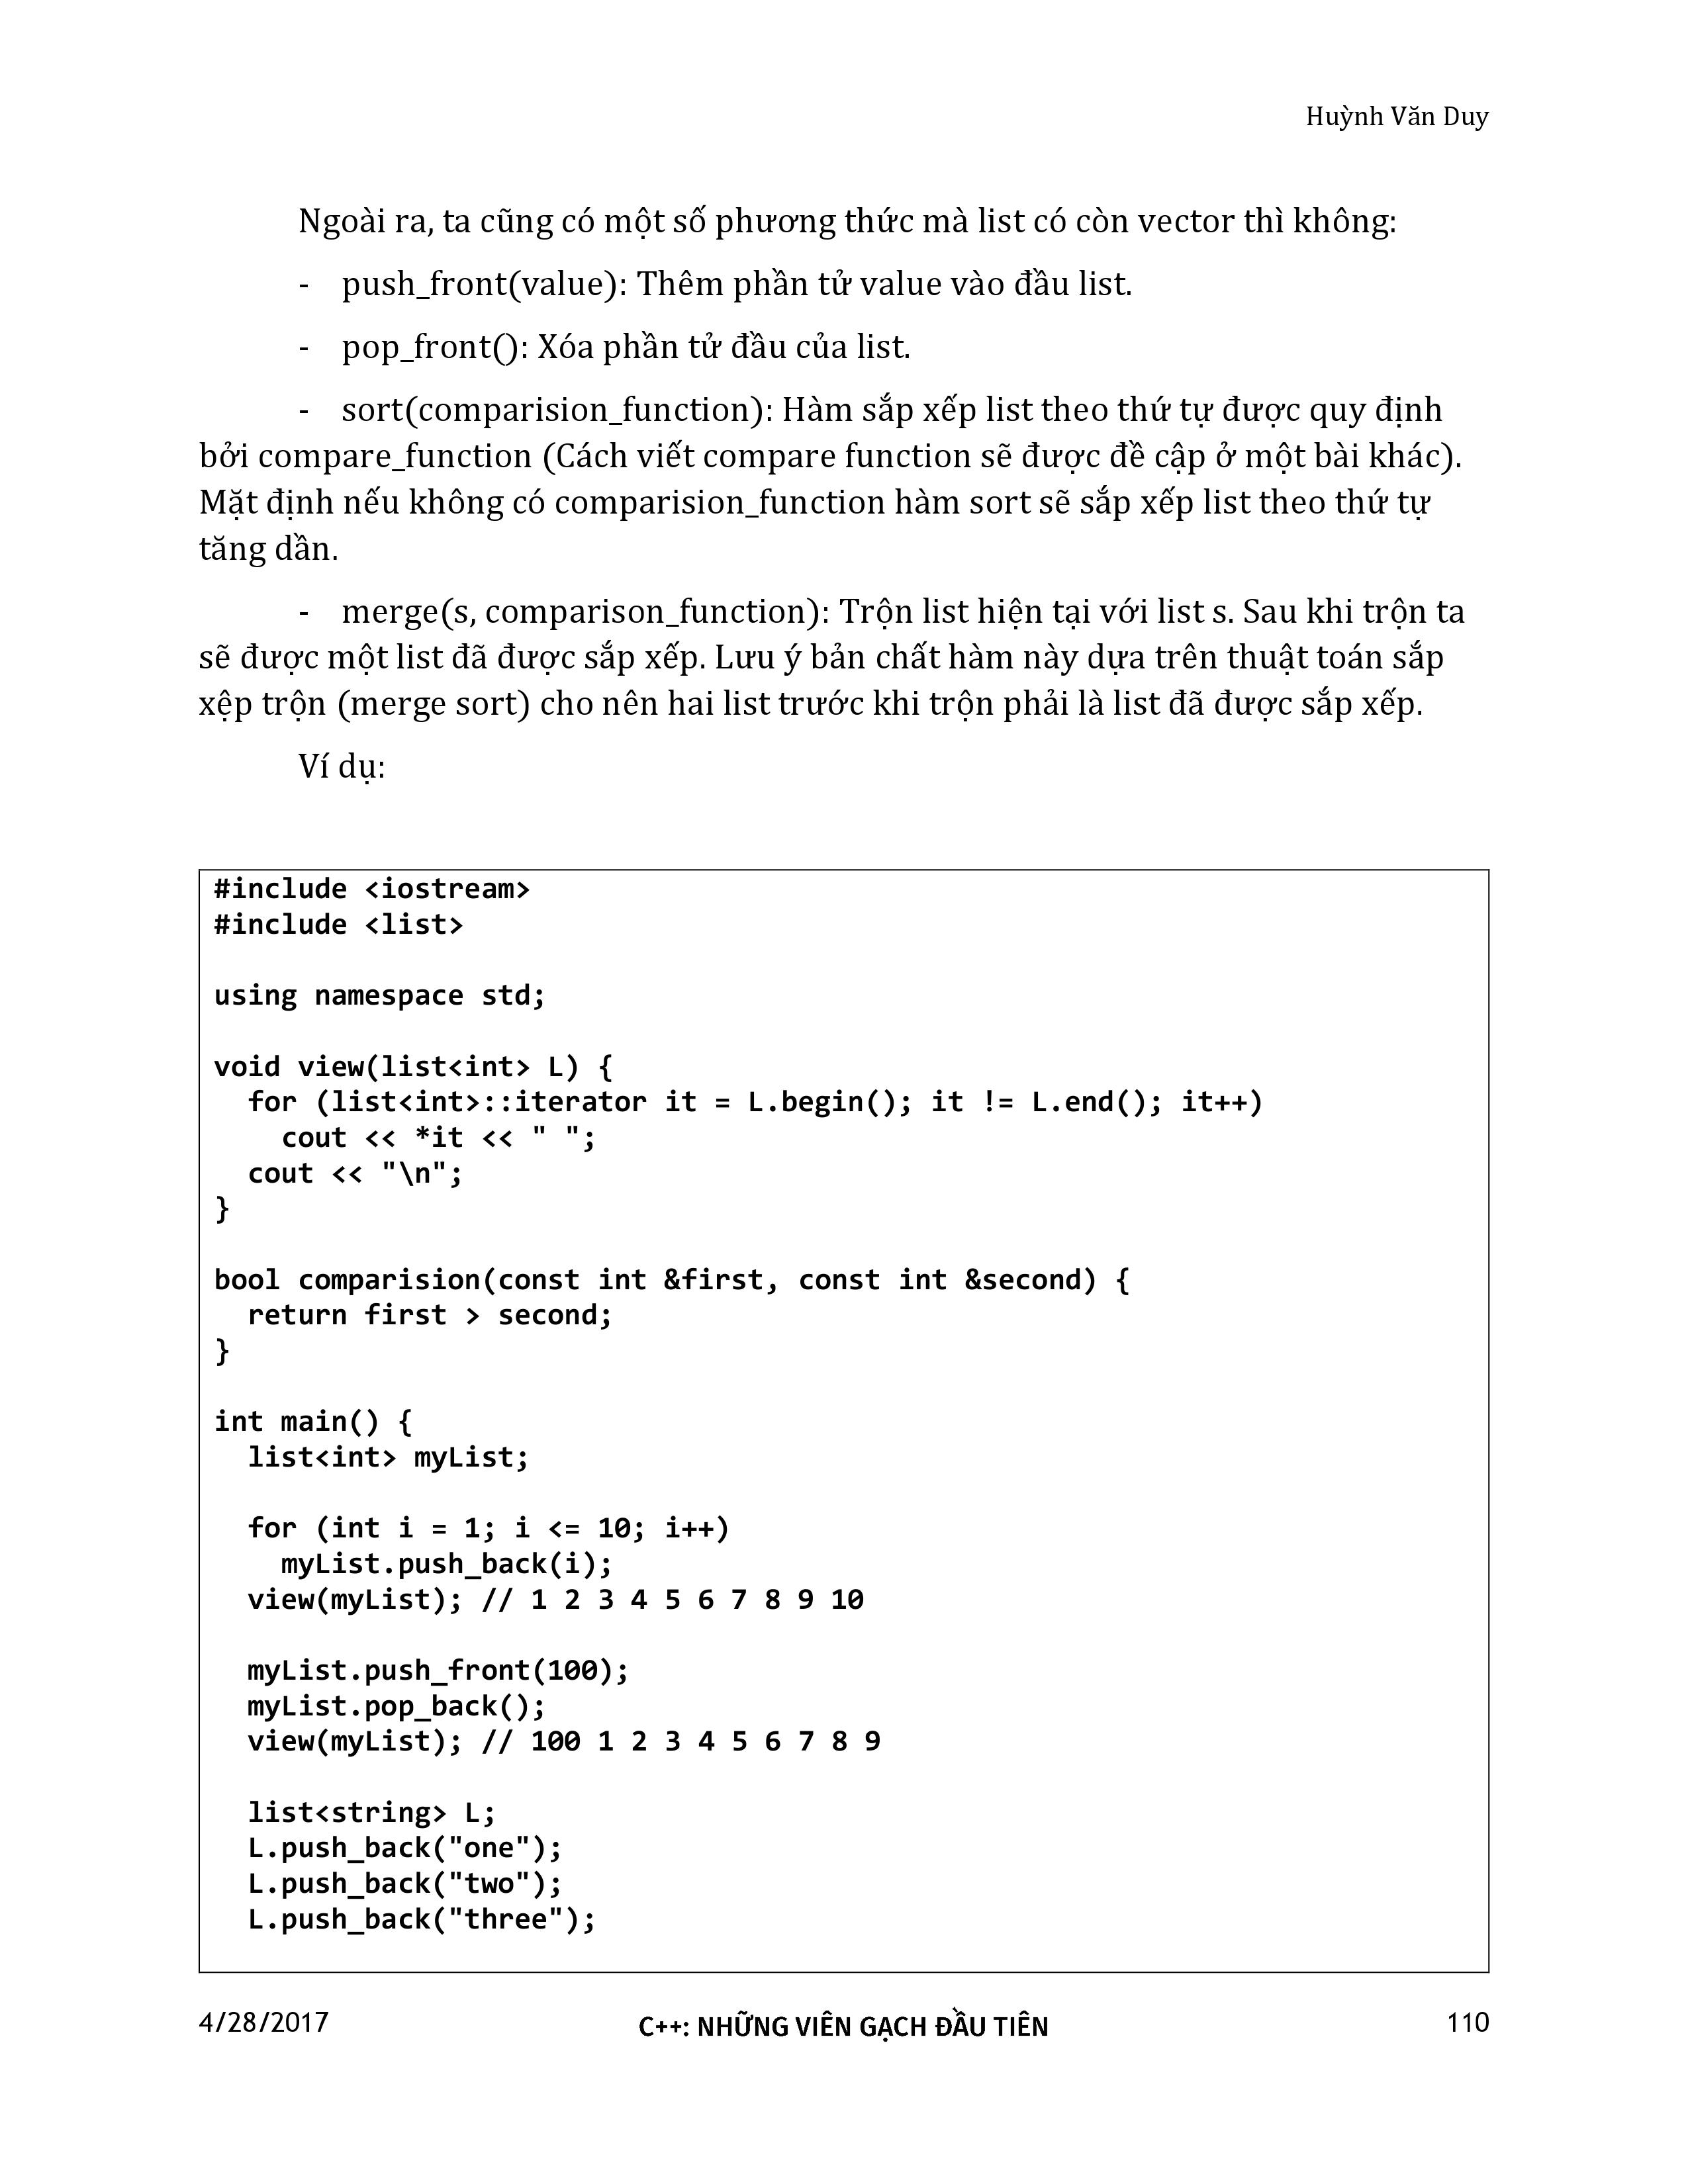 Huỳnh Văn Duy
Ngoài ra, ta cũng có một số phương thức mà list có còn vector thì không:
- push_front(value): Thêm phần tử value vào đầu list.
- pop_front(): Xóa phần tử đầu của list.
- sort(comparision_function): Hàm sắp xếp list theo thứ tự được quy định
bởi compare_function (Cách viết compare function sẽ được đề cập ở một bài khác).
Mặt định nếu không có comparision_function hàm sort sẽ sắp xếp list theo thứ tự
tăng dần.
- merge(s, comparison_function): Trộn list hiện tại với list s. Sau khi trộn ta
sẽ được một list đã được sắp xếp. Lưu ý bản chất hàm này dựa trên thuật toán sắp
xệp trộn (merge sort) cho nên hai list trước khi trộn phải là list đã được sắp xếp.
Ví dụ:
#include <iostream>
#include <list>
using namespace std;
void view(list<int> L) {
  for (list<int>::iterator it = L.begin(); it != L.end(); it++)
    cout << *it << " ";
  cout << "\n";
}
bool comparision(const int &first, const int &second) {
  return first > second;
}
int main() {
  list<int> myList;
  for (int i = 1; i <= 10; i++)
    myList.push_back(i);
  view(myList); // 1 2 3 4 5 6 7 8 9 10
  myList.push_front(100);
  myList.pop_back();
  view(myList); // 100 1 2 3 4 5 6 7 8 9
  list<string> L;
  L.push_back("one");
  L.push_back("two");
  L.push_back("three");
4/28/2017 C++: NHỮNG VIÊN GẠCH ĐẦU TIÊN 110